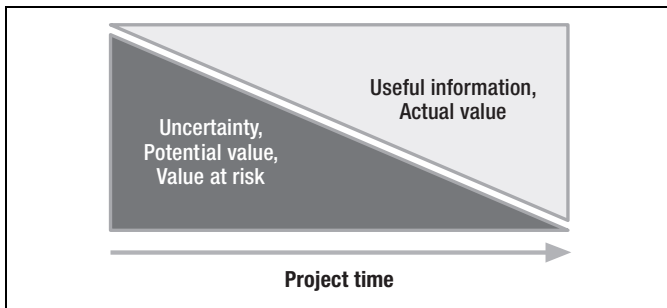 Useful information,
Actual value
Uncertainty,
Potential value,
Value at risk
Project time